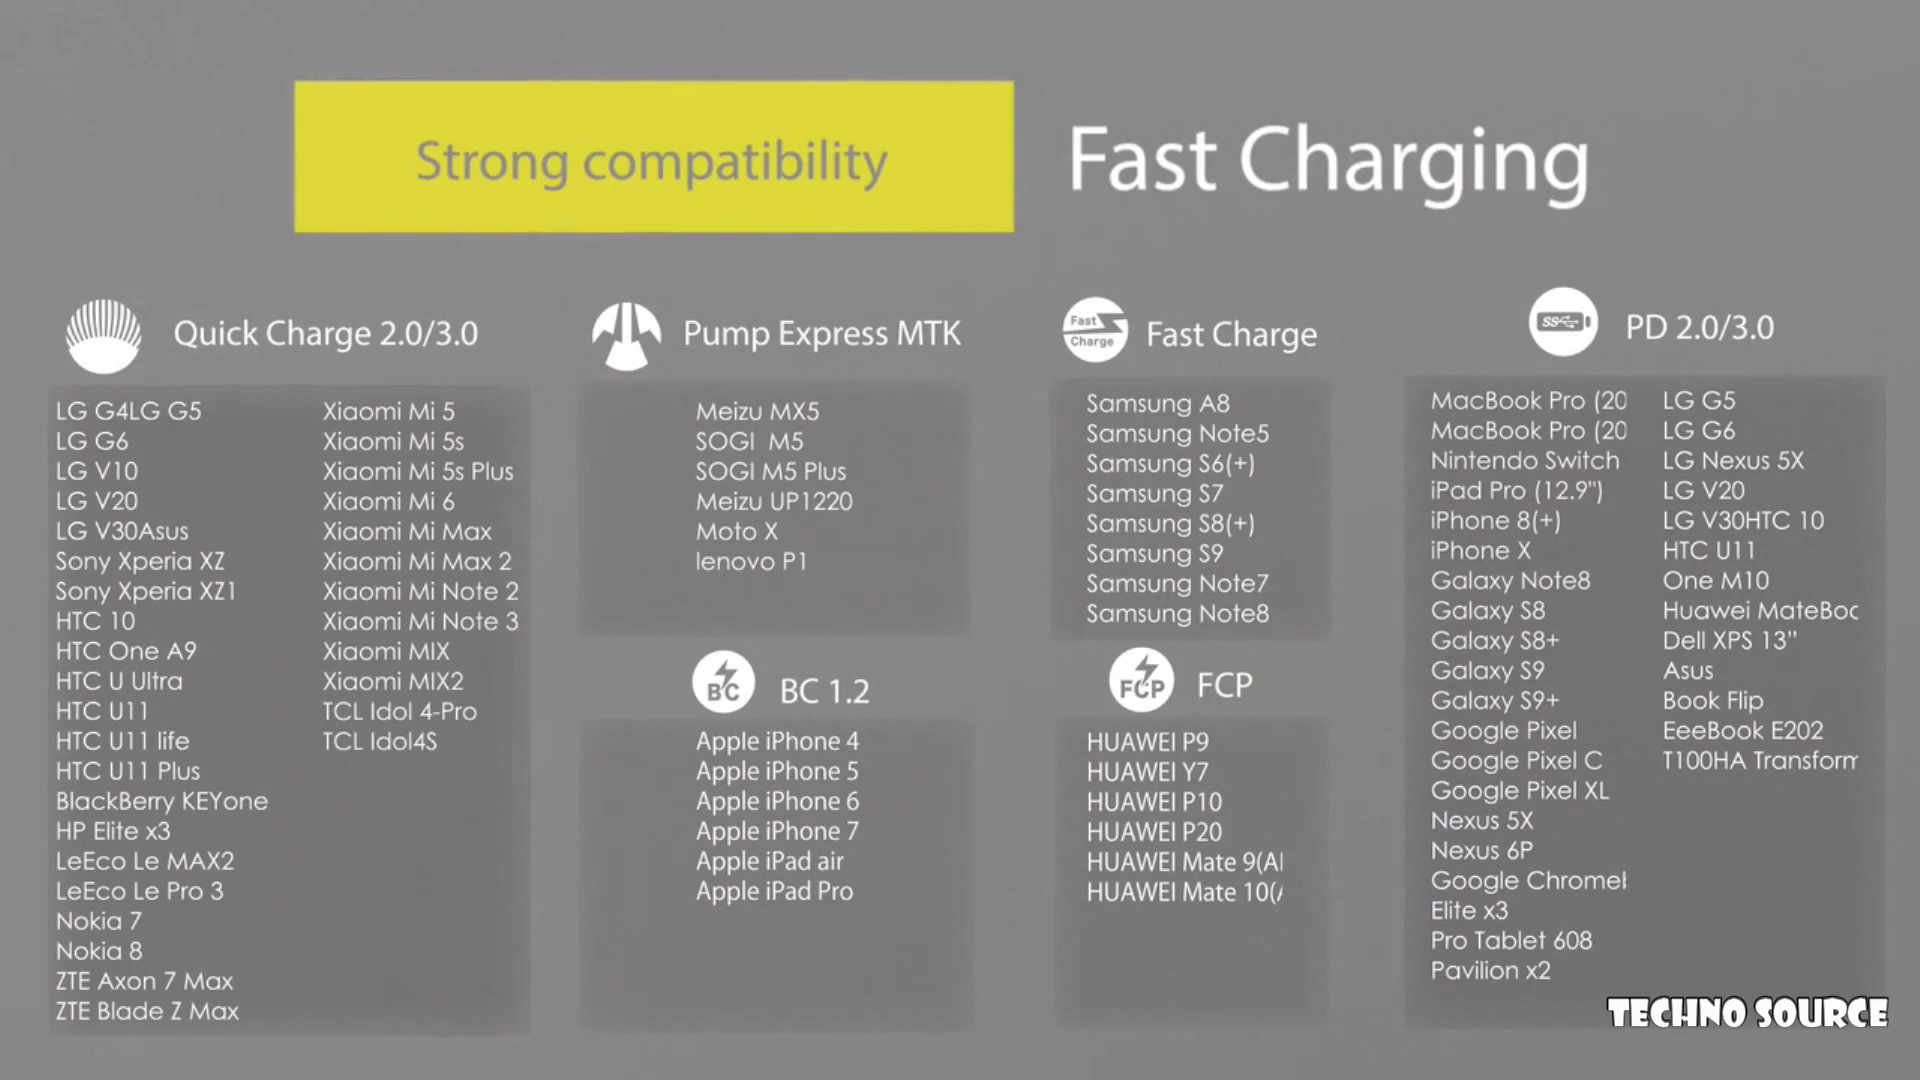 Strong compatibility
Fast Charging
Quick Charge 2.0/3.0
LG G4LG G5
LG G6
LG V10
LG V20
LG V30Asus
Sony Xperia XZ
Sony Xperia XZ1
HTC 10
HTC One A9
HTC U Ultra
HTC U11
HTC U11 life
HTC U11 Plus
BlackBerry KEYone
HP Elite x3
LeEco Le MAX2
LeEco Le Pro 3
Nokia 7
Nokia 8
ZTE Axon 7 Max
ZTE Blade Z Max
Xiaomi Mi 5
Xiaomi Mi 5s
Xiaomi Mi 5s Plus
Xiaomi Mi 6
Xiaomi Mi Max
Xiaomi Mi Max 2
Xiaomi Mi Note 2
Xiaomi Mi Note 3
Xiaomi MIX
Xiaomi MIX2
TCL Idol 4-Pro
TCL Idol4S
Pump Express MTK
Meizu MX5
SOGI M5
SOGI M5 Plus
Meizu UP1220
Moto X
lenovo P1
BC
BC 1.2
Apple iPhone 4
Apple iPhone 5
Apple iPhone 6
Apple iPhone 7
Apple iPad air
Apple iPad Pro
Fast
Charge
Fast Charge
Samsung A8
Samsung Note5
Samsung S6(+)
Samsung S7
Samsung S8(+)
Samsung S9
Samsung Note7
Samsung Note8
FCP
FCP
HUAWEI P9
HUAWEI Y7
HUAWEI P10
HUAWEI P20
HUAWEI Mate 9(
HUAWEI Mate 10(
SS
PD 2.0/3.0
MacBook Pro (20
MacBook Pro (20
Nintendo Switch
iPad Pro (12.9")
iPhone 8(+)
iPhone X
Galaxy Note8
Galaxy S8
Galaxy S8+
Galaxy S9
Galaxy S9+
Google Pixel
Google Pixel C
Google Pixel XL
Nexus 5X
Nexus 6P
Google Chrome
Elite x3
Pro Tablet 608
Pavilion x2
LG G5
LG G6
LG Nexus 5X
LG V20
LG V30HTC 10
HTC U11
One M10
Huawei MateBoc
Dell XPS 13”
Asus
Book Flip
EeeBook E202
T100HA Transform
TECHNO SOURCE